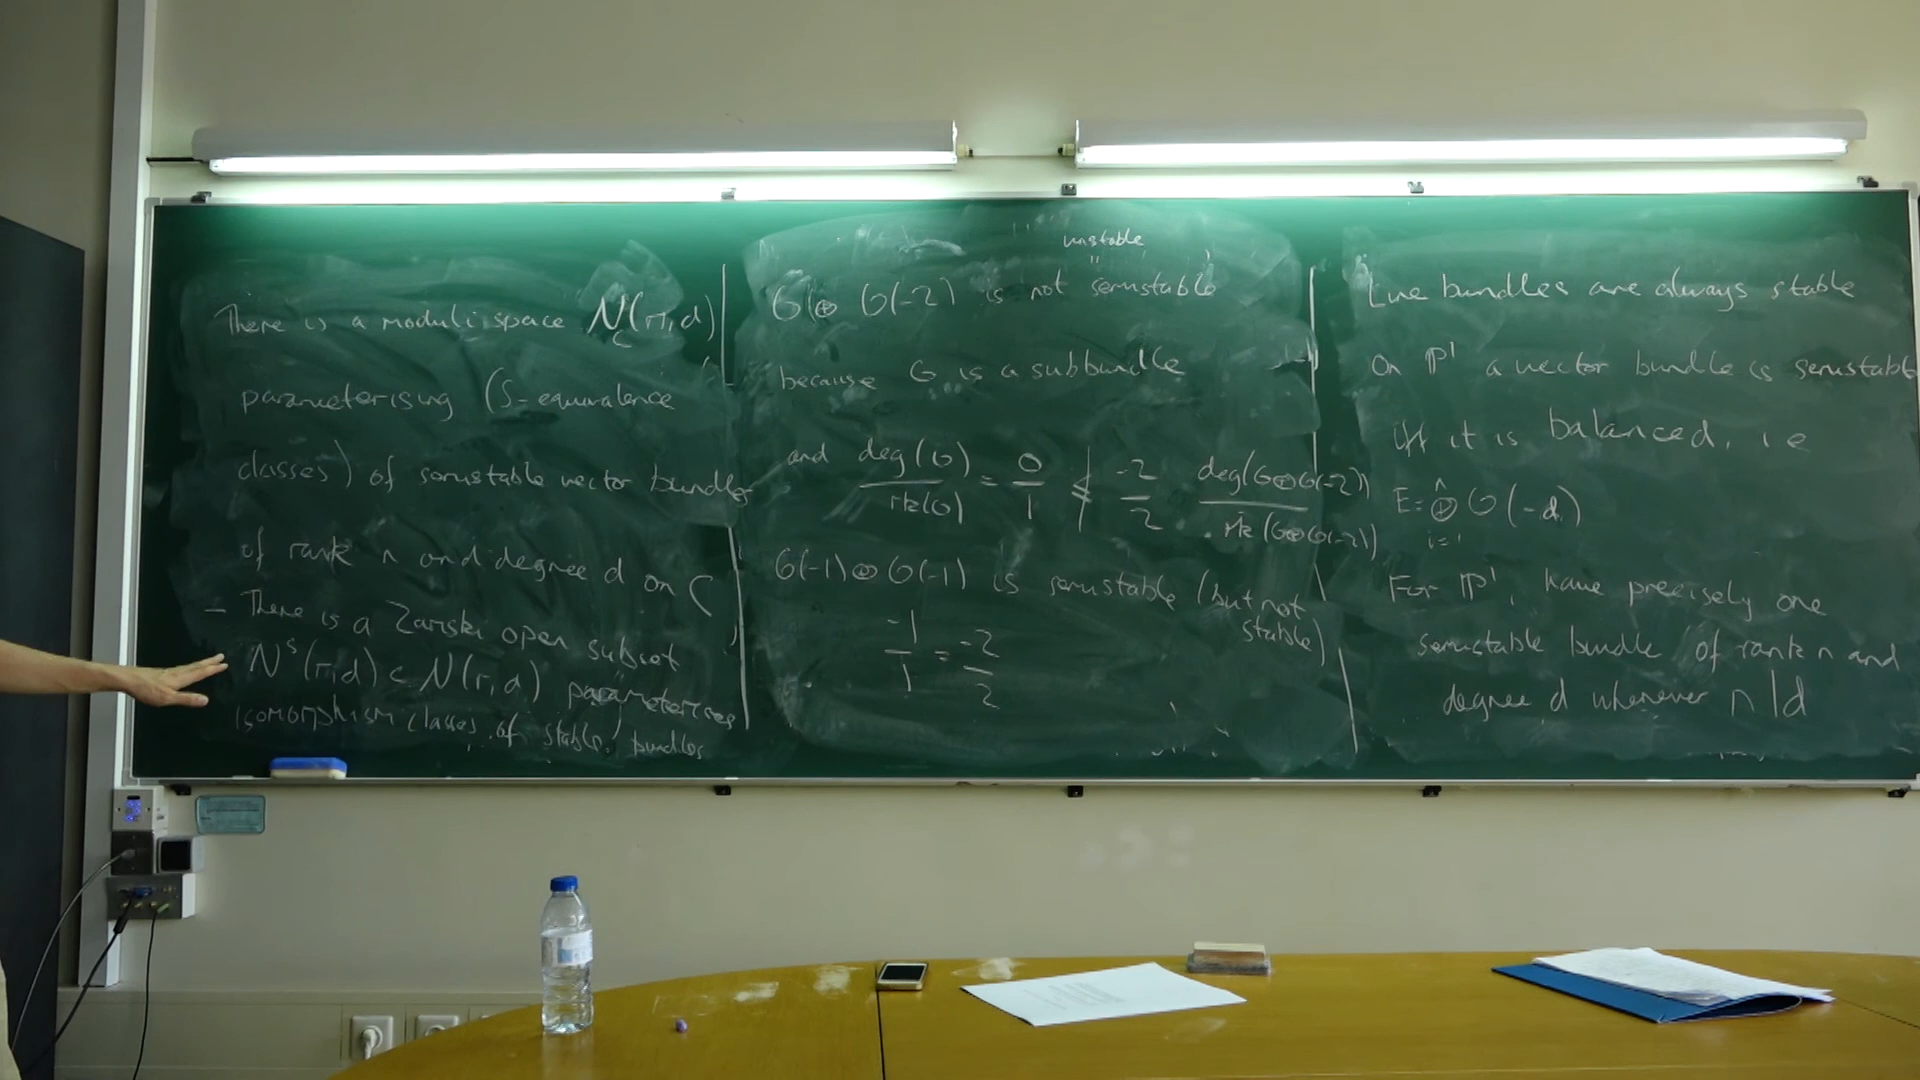 There is a moduli space N_C(r,d)
parameterising (S-equivalence
classes) of semistable vector bundles
of rank n and degree d on C
- There is a Zariski open subset
N^s(r,d) ⊂ N(r,d) parameterises
isomorphism classes of stable bundles
unstable
"
O ⊕ O(-2) is not semistable
because O is a subbundle
and deg(O)/rk(O) = 0/1 ≰ -2/2 deg(O⊕O(-2))/rk(O⊕O(-2))
O(-1) ⊕ O(-1) is semistable (but not
stable)
-1/1 = -2/2
Line bundles are always stable
On P^1 a vector bundle is semistable
iff it is balanced, i e
E = ⊕_{i=1}^n O(-d)
For P^1, have precisely one
semistable bundle of rank n and
degree d whenever n|d